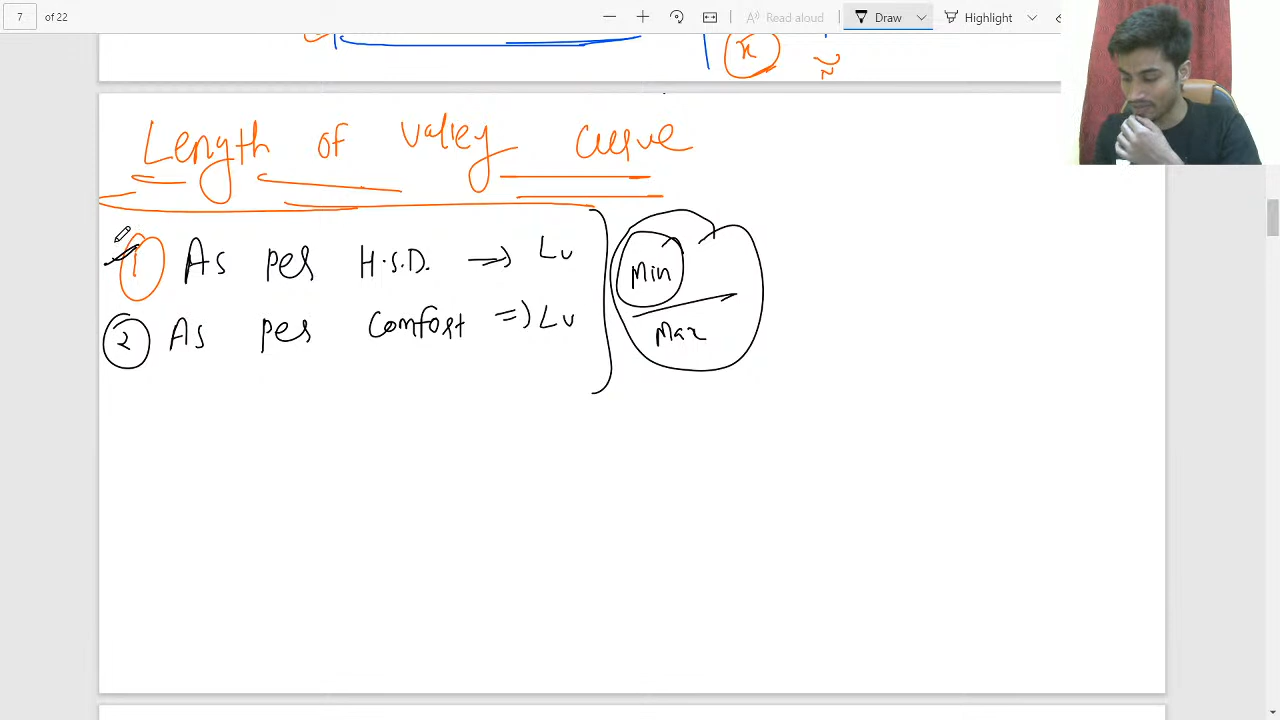 7 of 22
Read aloud Draw Highlight
x
Length of valley curve
1 As per H.S.D. → Lv
2 As per Comfort ⇒ Lv
Min
Max